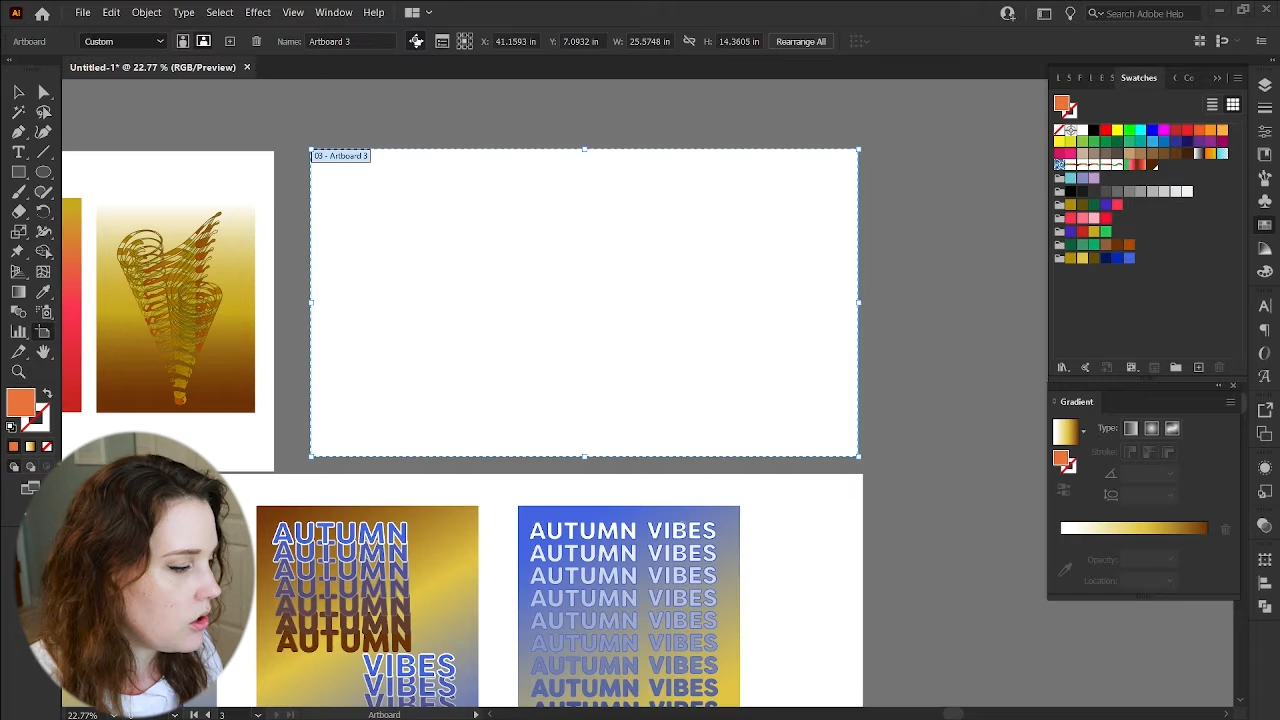 Ai File Edit Object Type Select Effect View Window Help Search Adobe Help
Artboard Custom Name: Artboard 3 X: 41.1593 in Y: 7.0932 in W: 25.5748 in H: 14.3605 in Rearrange All
Untitled-1* @ 22.77 % (RGB/Preview) ×
L S F L E S Swatches Co
03 - Artboard 3
Gradient
Type:
Stroke:
Opacity:
Location:
AUTUMN
AUTUMN
AUTUMN
AUTUMN
AUTUMN
AUTUMN
AUTUMN
VIBES
VIBES
VIBES
AUTUMN VIBES
AUTUMN VIBES
AUTUMN VIBES
AUTUMN VIBES
AUTUMN VIBES
AUTUMN VIBES
AUTUMN VIBES
AUTUMN VIBES
22.77% 3 Artboard